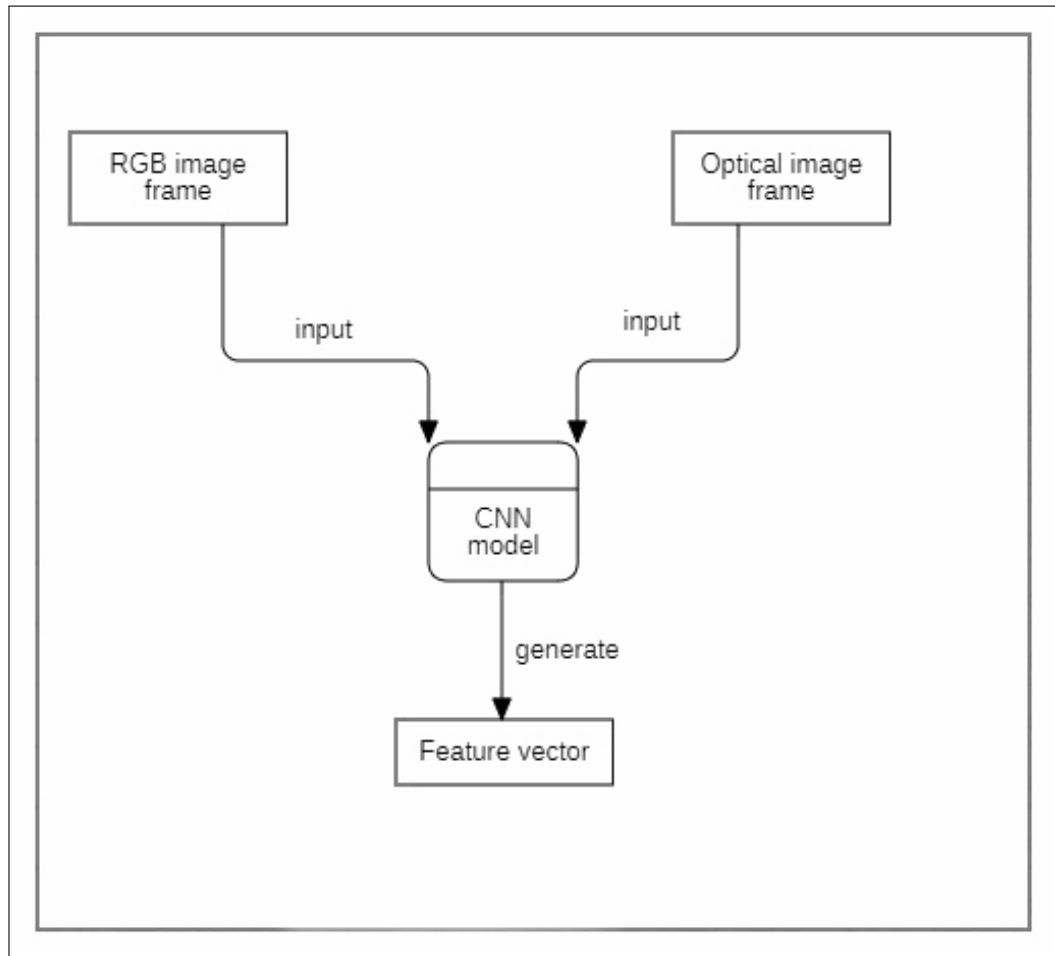 RGB image
frame
Optical image
frame
input
input
CNN
model
generate
Feature vector